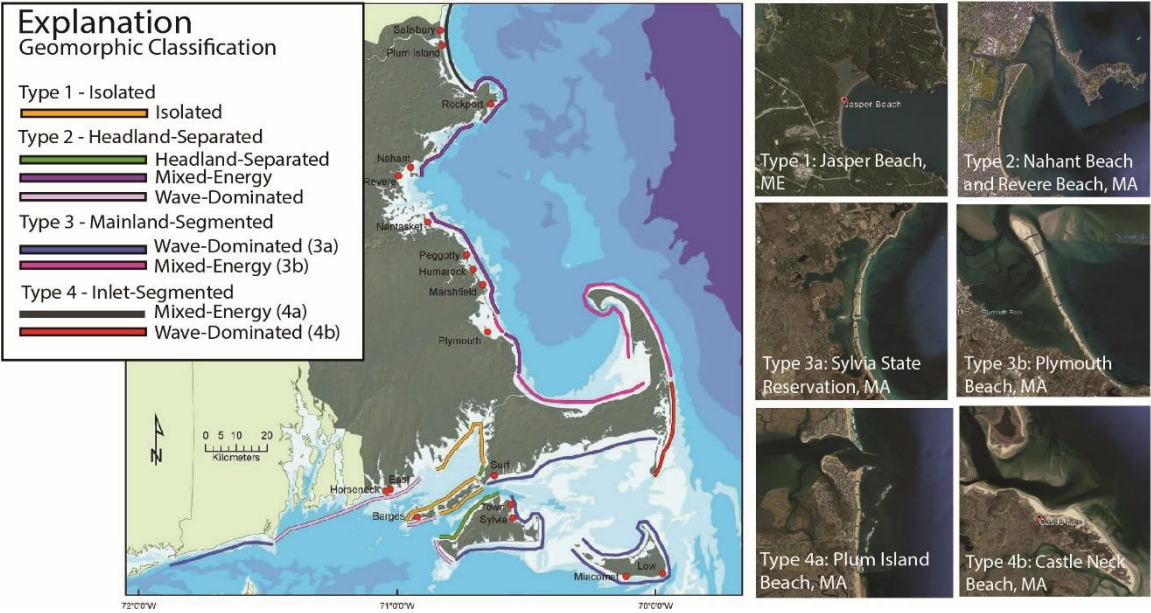 Explanation
Geomorphic Classification
Type 1 - Isolated
Isolated
Type 2 - Headland-Separated
Headland-Separated
Mixed-Energy
Wave-Dominated
Type 3 - Mainland-Segmented
Wave-Dominated (3a)
Mixed-Energy (3b)
Type 4 - Inlet-Segmented
Mixed-Energy (4a)
Wave-Dominated (4b)
Salisbury
Plum Island
Rockport
Nahant
Revere
Nantasket
Peggotty
Humarock
Marshfield
Plymouth
N
0 5 10 20
Kilometers
Surf
East
Horseneck
Barges
Town
Sylvia
Low
Miacomet
72°0'0"W
71°0'0"W
70°0'0"W
Jasper Beach
Type 1: Jasper Beach,
ME
Nahant
Type 2: Nahant Beach
and Revere Beach, MA
Type 3a: Sylvia State
Reservation, MA
Plymouth Rock
Type 3b: Plymouth
Beach, MA
Type 4a: Plum Island
Beach, MA
Castle Neck
Type 4b: Castle Neck
Beach, MA